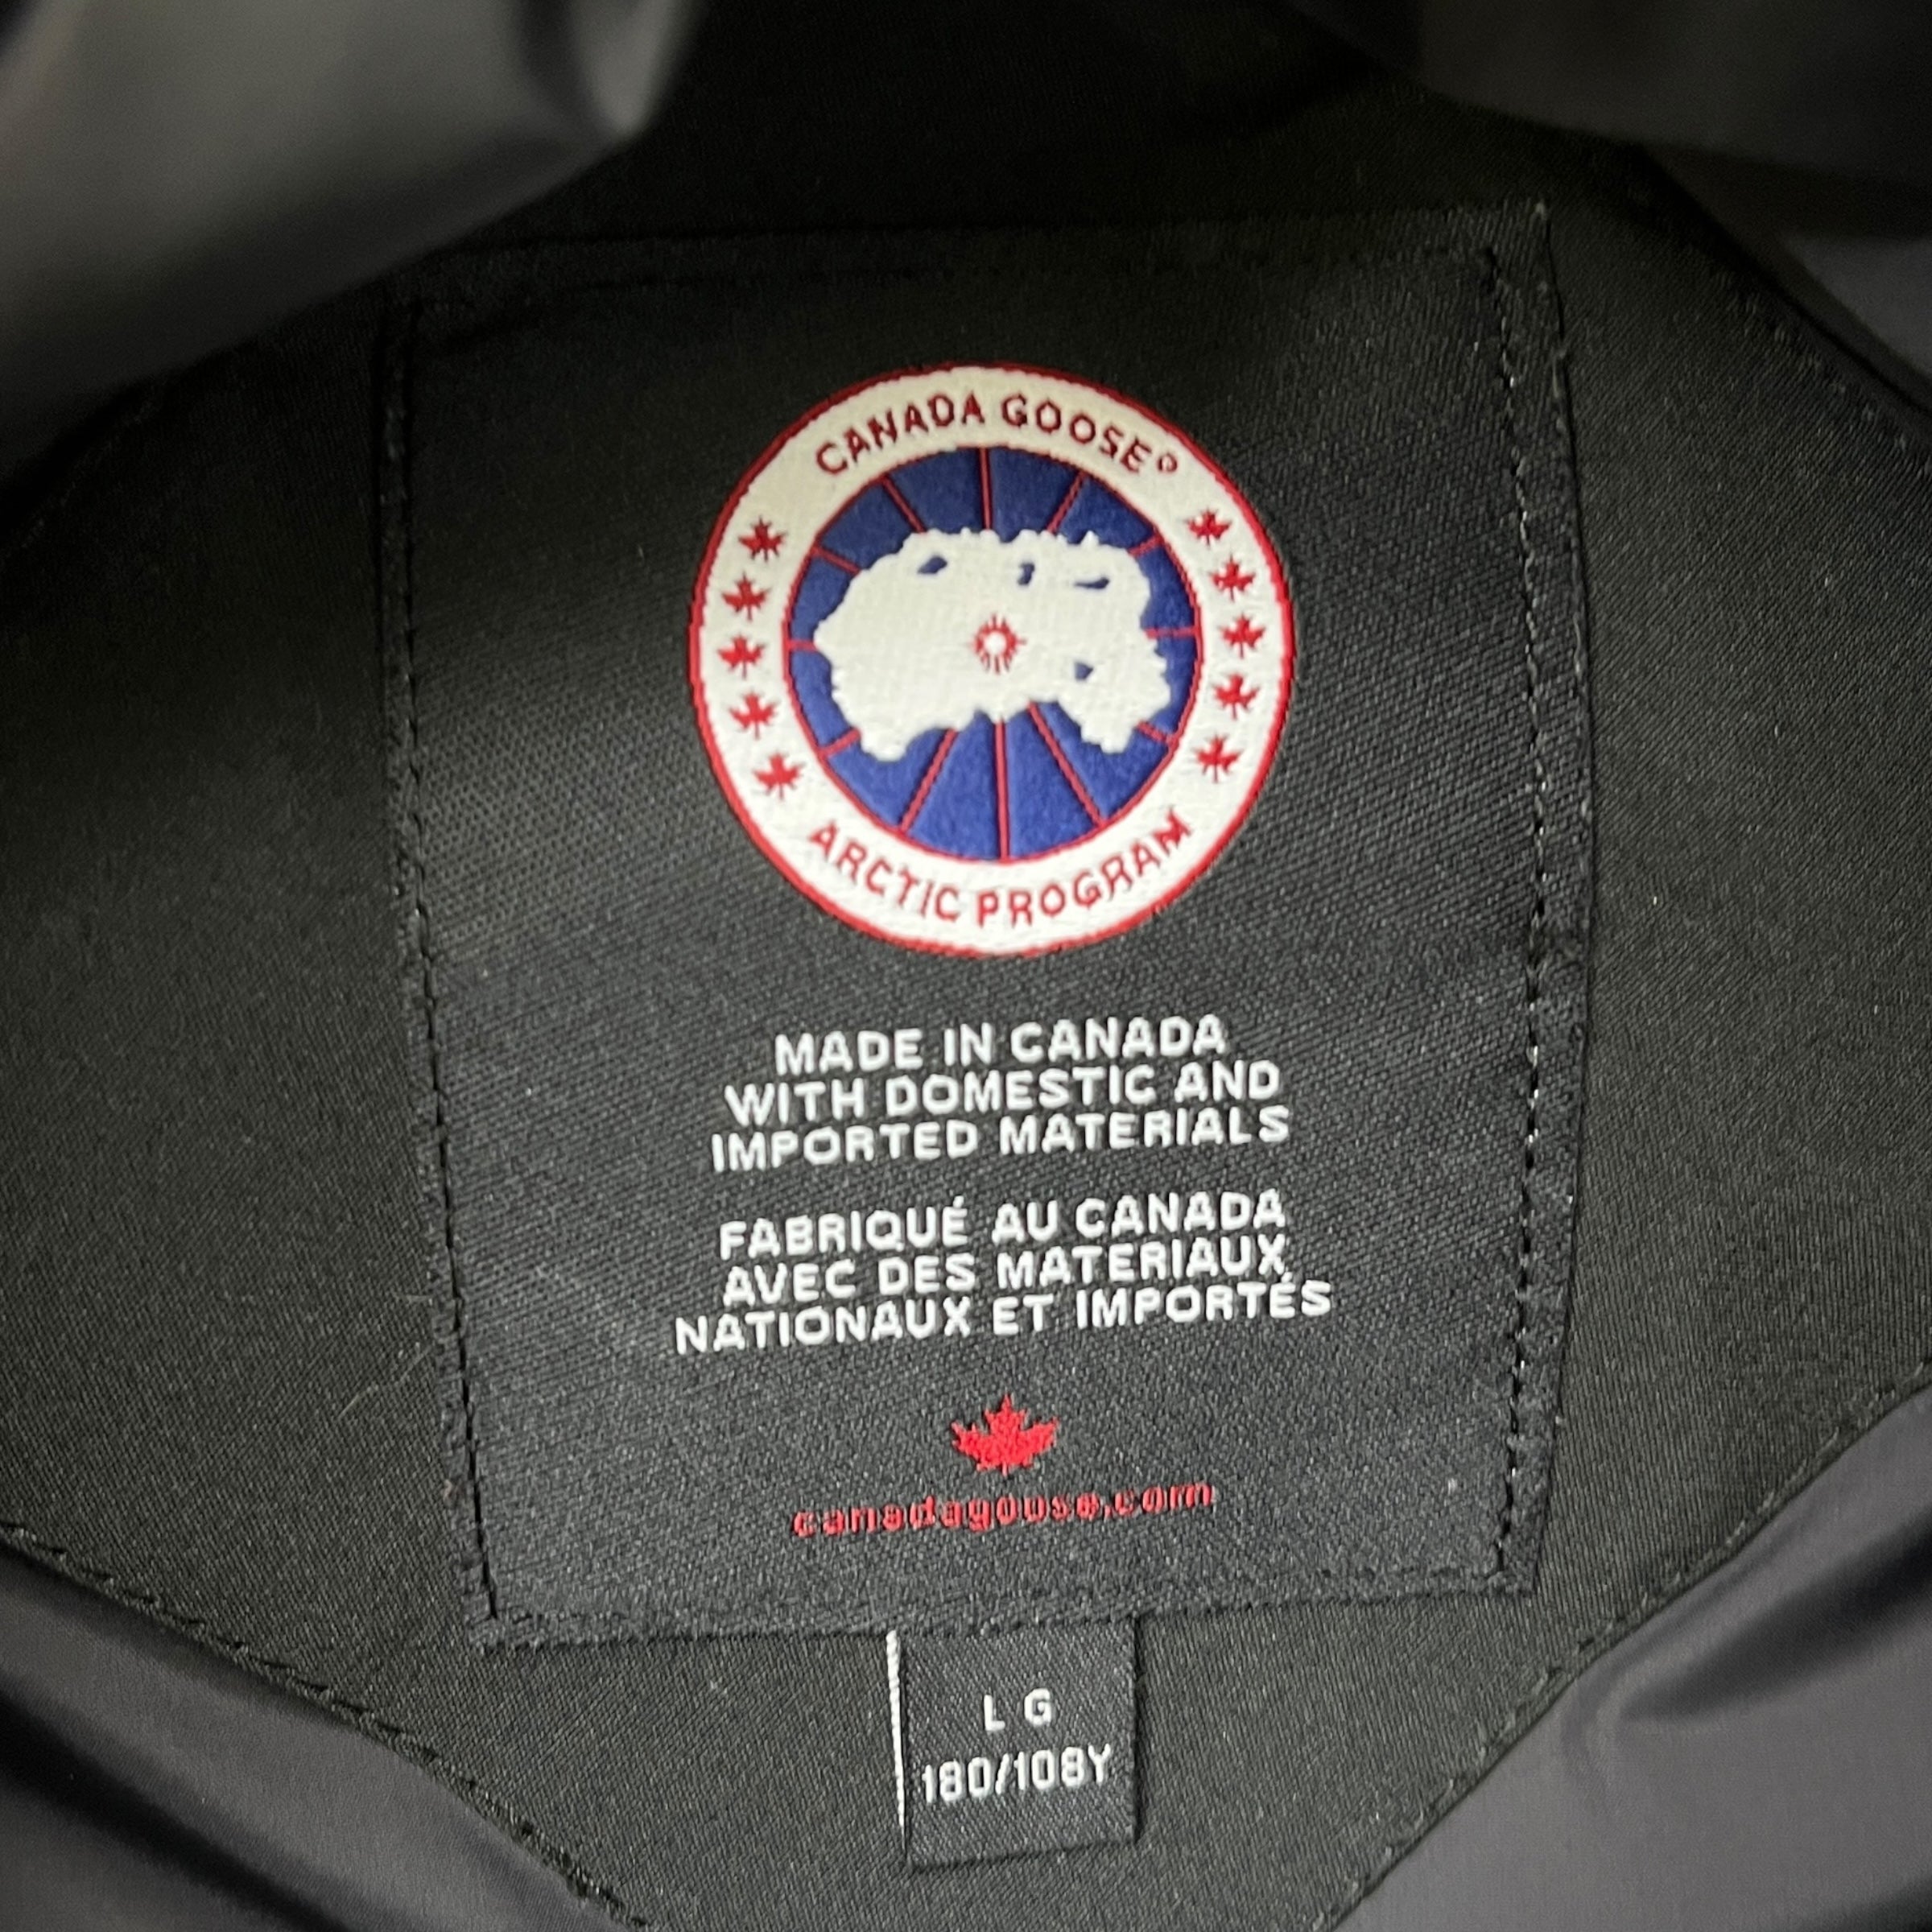 CANADA GOOSE®
ARCTIC PROGRAM
MADE IN CANADA
WITH DOMESTIC AND
IMPORTED MATERIALS
FABRIQUÉ AU CANADA
AVEC DES MATERIAUX
NATIONAUX ET IMPORTÉS
canadagoose.com
LG
180/108Y